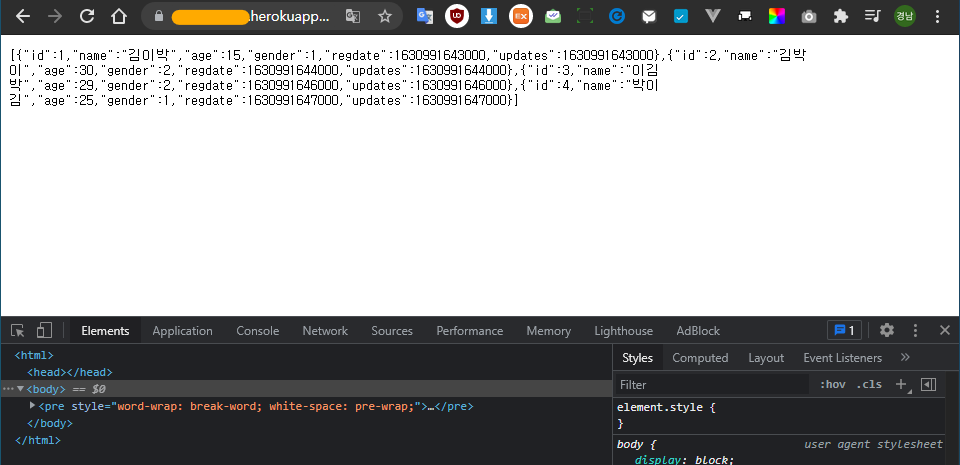 .herokuapp...
UD
EX
경남
[{"id":1,"name":"김이박","age":15,"gender":1,"regdate":1630991643000,"updates":1630991643000},{"id":2,"name":"김박
이","age":30,"gender":2,"regdate":1630991644000,"updates":1630991644000},{"id":3,"name":"이김
박","age":29,"gender":2,"regdate":1630991646000,"updates":1630991646000},{"id":4,"name":"박이
김","age":25,"gender":1,"regdate":1630991647000,"updates":1630991647000}]
Elements Application Console Network Sources Performance Memory Lighthouse AdBlock 1
<html>
<head></head>
<body> == $0
<pre style="word-wrap: break-word; white-space: pre-wrap;">…</pre>
</body>
</html>
Styles Computed Layout Event Listeners »
Filter :hov .cls +
element.style {
}
body { user agent stylesheet
display: block;